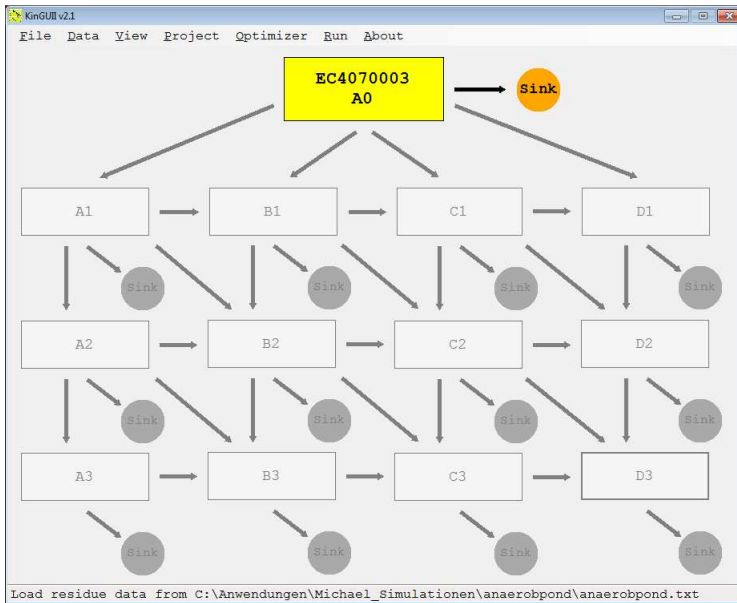 KinGUII v2.1
File Data View Project Optimizer Run About
EC4070003
A0
Sink
A1 B1 C1 D1
Sink Sink Sink Sink
A2 B2 C2 D2
Sink Sink Sink Sink
A3 B3 C3 D3
Sink Sink Sink Sink
Load residue data from C:\Anwendungen\Michael_Simulationen\anaerobpond\anaerobpond.txt